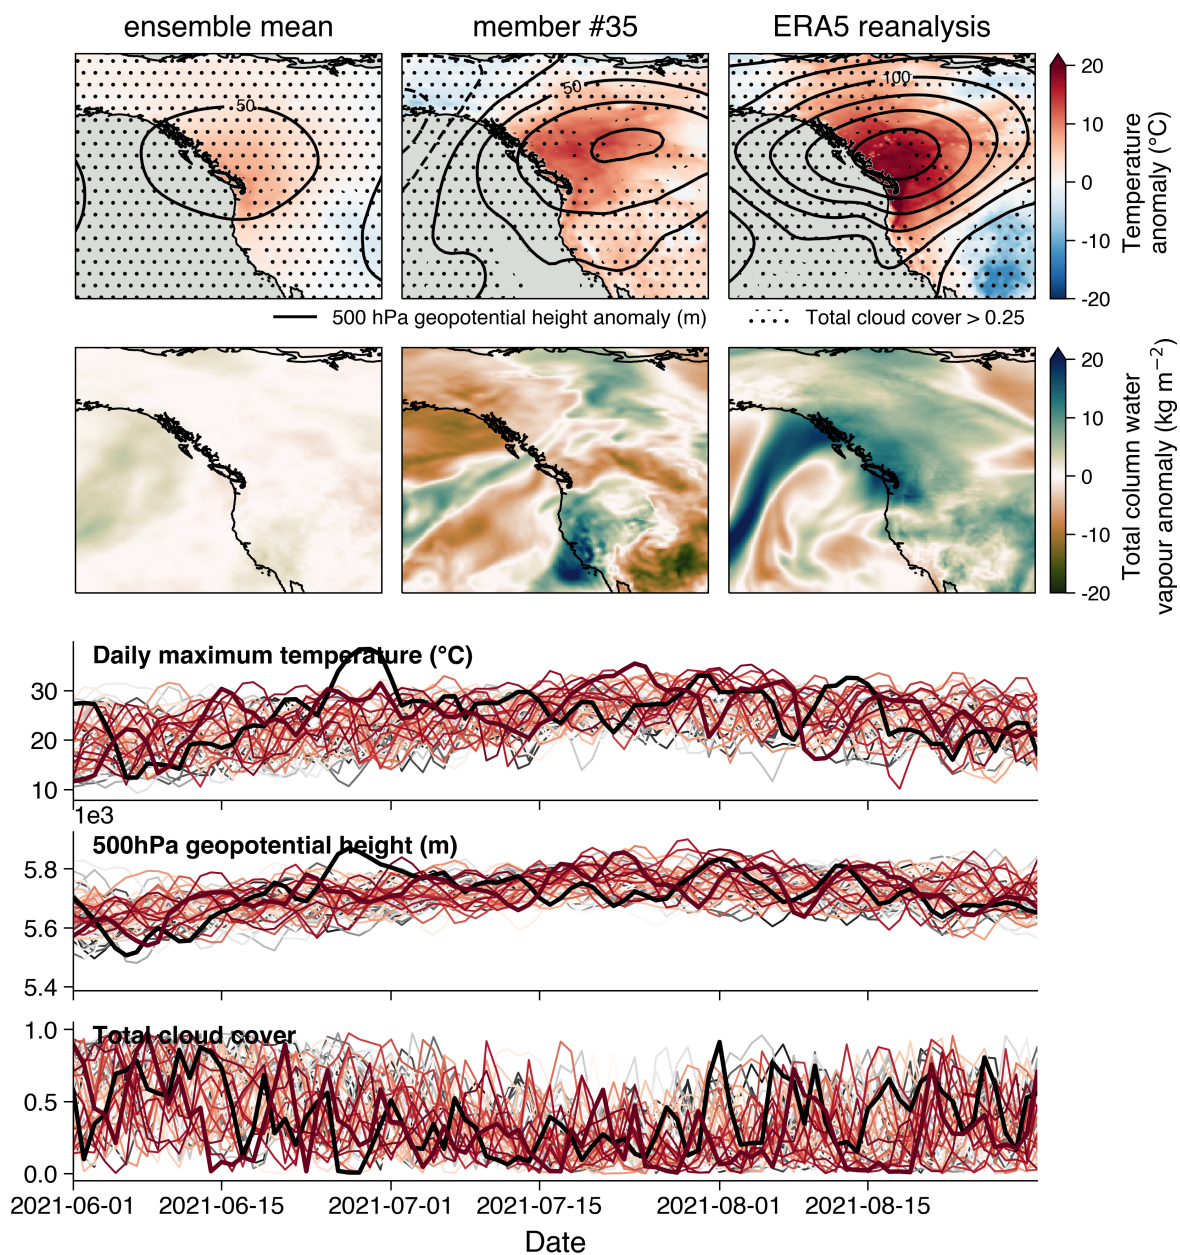 ensemble mean
member #35
ERA5 reanalysis
50
50
100
20
10
0
-10
-20
Temperature
anomaly (°C)
500 hPa geopotential height anomaly (m)
Total cloud cover > 0.25
20
10
0
-10
-20
Total column water
vapour anomaly (kg m−2)
Daily maximum temperature (°C)
30
20
10
1e3
500hPa geopotential height (m)
5.8
5.6
5.4
Total cloud cover
1.0
0.5
0.0
2021-06-01
2021-06-15
2021-07-01
2021-07-15
2021-08-01
2021-08-15
Date